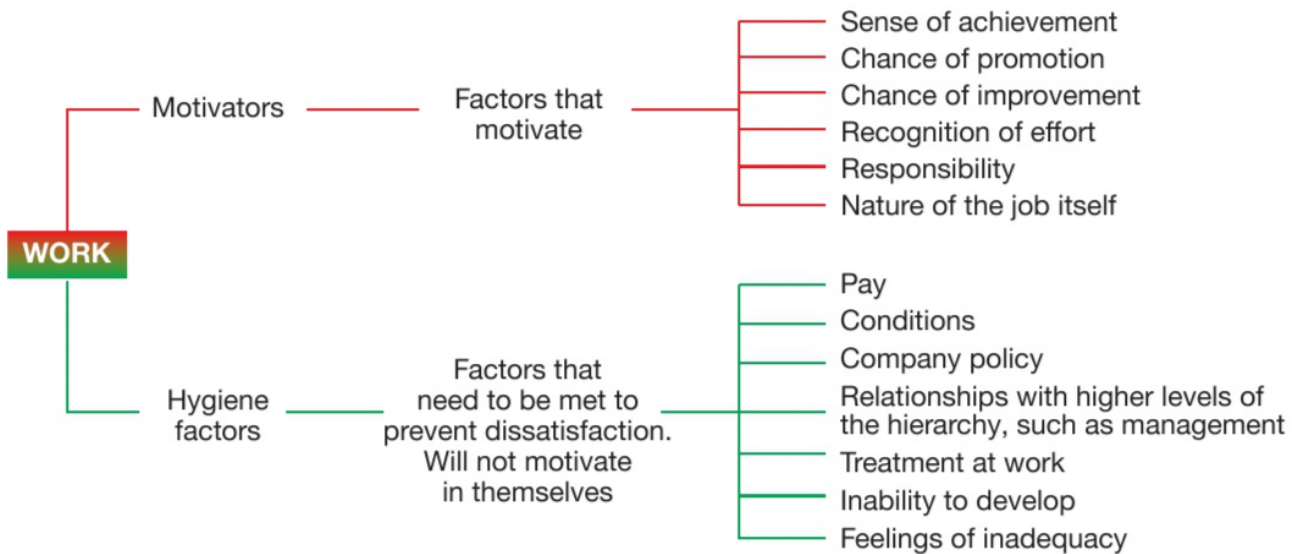 WORK
Motivators
Factors that
motivate
Sense of achievement
Chance of promotion
Chance of improvement
Recognition of effort
Responsibility
Nature of the job itself
Hygiene
factors
Factors that
need to be met to
prevent dissatisfaction.
Will not motivate
in themselves
Pay
Conditions
Company policy
Relationships with higher levels of
the hierarchy, such as management
Treatment at work
Inability to develop
Feelings of inadequacy